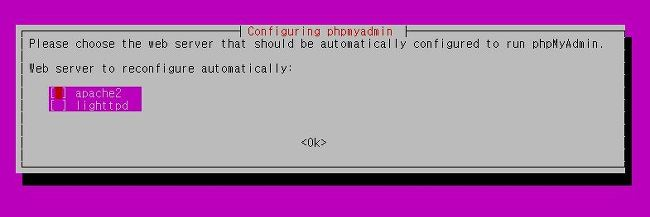 Configuring phpmyadmin
Please choose the web server that should be automatically configured to run phpMyAdmin.
Web server to reconfigure automatically:
[ ] apache2
[ ] lighttpd
<Ok>